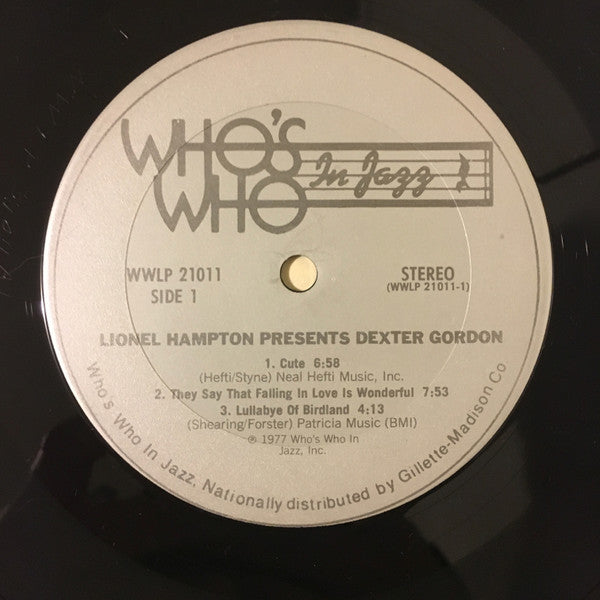 WHO'S
WHO In Jazz
WWLP 21011
SIDE 1
STEREO
(WWLP 21011-1)
LIONEL HAMPTON PRESENTS DEXTER GORDON
1. Cute 6:58
(Hefti/Styne) Neal Hefti Music, Inc.
2. They Say That Falling In Love Is Wonderful 7:53
3. Lullabye Of Birdland 4:13
(Shearing/Forster) Patricia Music (BMI)
℗ 1977 Who's Who In
Jazz, Inc.
Who's Who In Jazz. Nationally distributed by Gillette-Madison Co